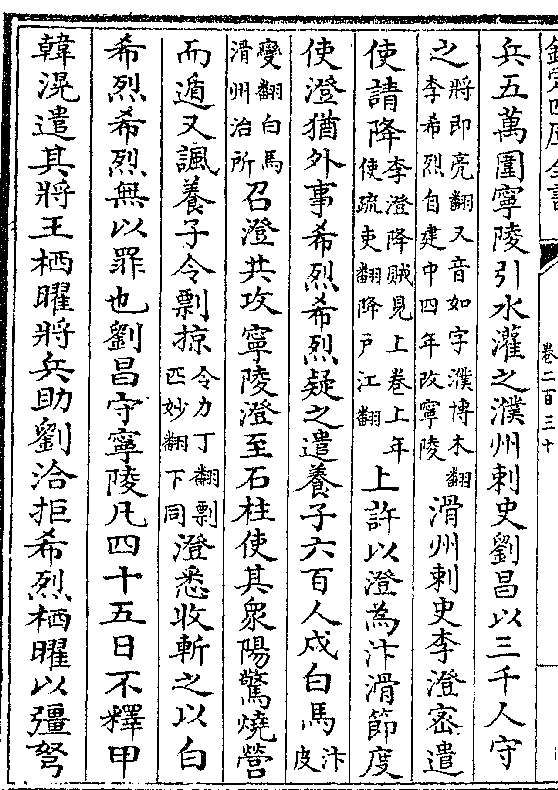 欽定四庫全書 卷二百三十
兵五萬圍寧陵引水灌之濮州刺史劉昌以三千人守
之將即亮翻又音如字濮博木翻李希烈自建中四年攻寧陵滑州刺史李澄密遣
使請降李澄降賊見上卷上年使疏吏翻降戶江翻上許以澄為汴滑節度
使澄猶外事希烈希烈疑之遣養子六百人戍白馬汴皮
變翻白馬滑州治所召澄共攻寧陵澄至石柱使其衆陽驚燒營
而遁又諷養子令剽掠令力丁翻剽匹妙翻下同澄悉收斬之以白
希烈希烈無以罪也劉昌守寧陵凡四十五日不釋甲
韓滉遣其將王栖曜將兵助劉洽拒希烈栖曜以彊弩